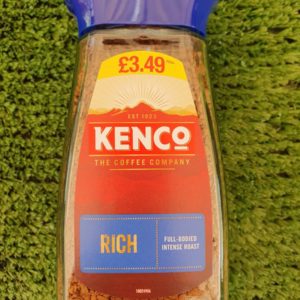 £3.49
EST 1923
KENCO
THE COFFEE COMPANY
RICH
FULL-BODIED
INTENSE ROAST